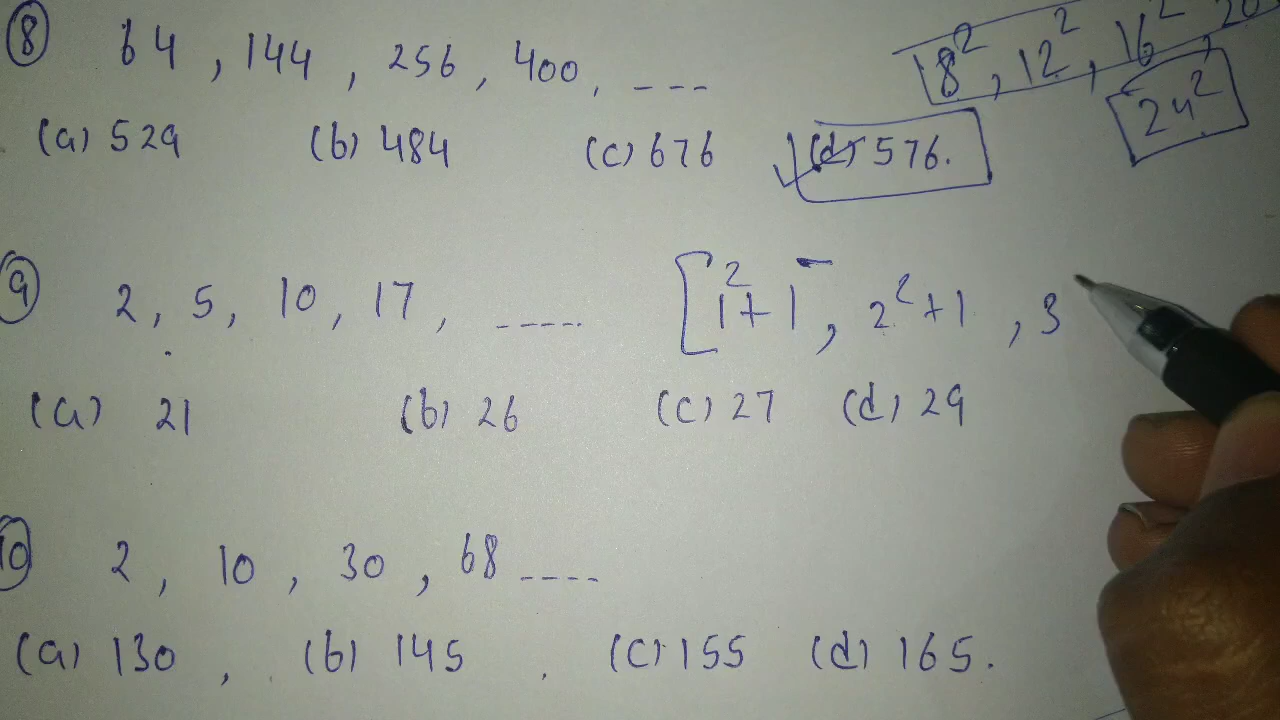 8 64, 144, 256, 400, ---
8², 12², 16², 20
24²
(a) 529 (b) 484 (c) 676 (d) 576.
9 2, 5, 10, 17, -----
[1²+1, 2²+1, 3
(a) 21 (b) 26 (c) 27 (d) 29
10 2, 10, 30, 68 ----
(a) 130, (b) 145, (c) 155 (d) 165.